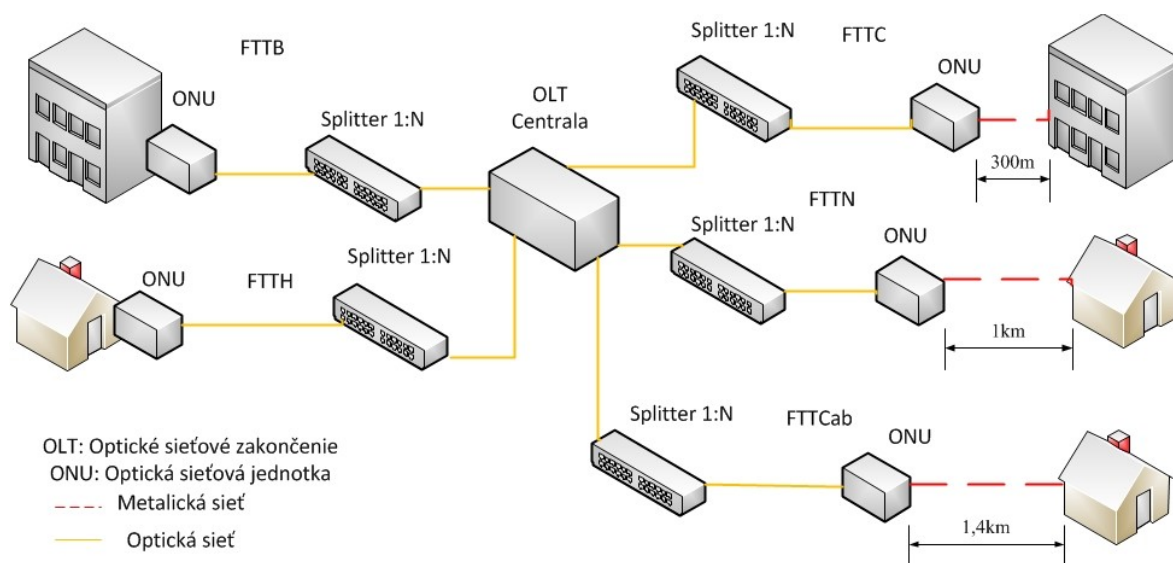 FTTB
ONU
Splitter 1:N
OLT
Centrala
Splitter 1:N
FTTC
ONU
300m
ONU
FTTH
Splitter 1:N
Splitter 1:N
FTTN
ONU
1km
Splitter 1:N
FTTCab
ONU
1,4km
OLT: Optické sieťové zakončenie
ONU: Optická sieťová jednotka
Metalická sieť
Optická sieť